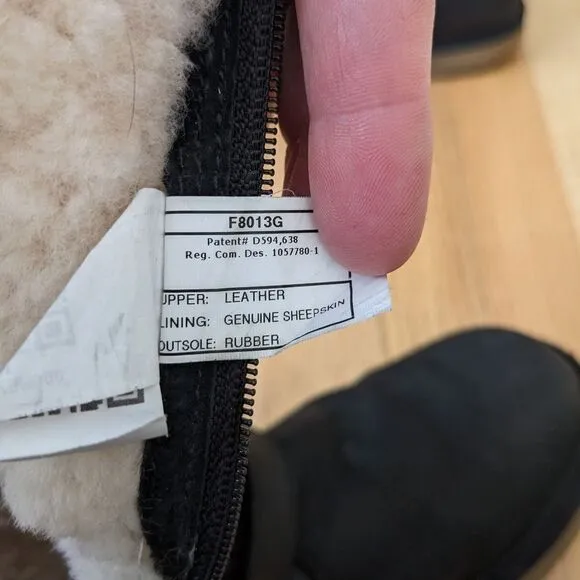 F8013G
Patent# D594,638
Reg. Com. Des. 1057780-1
UPPER: LEATHER
LINING: GENUINE SHEEPSKIN
OUTSOLE: RUBBER